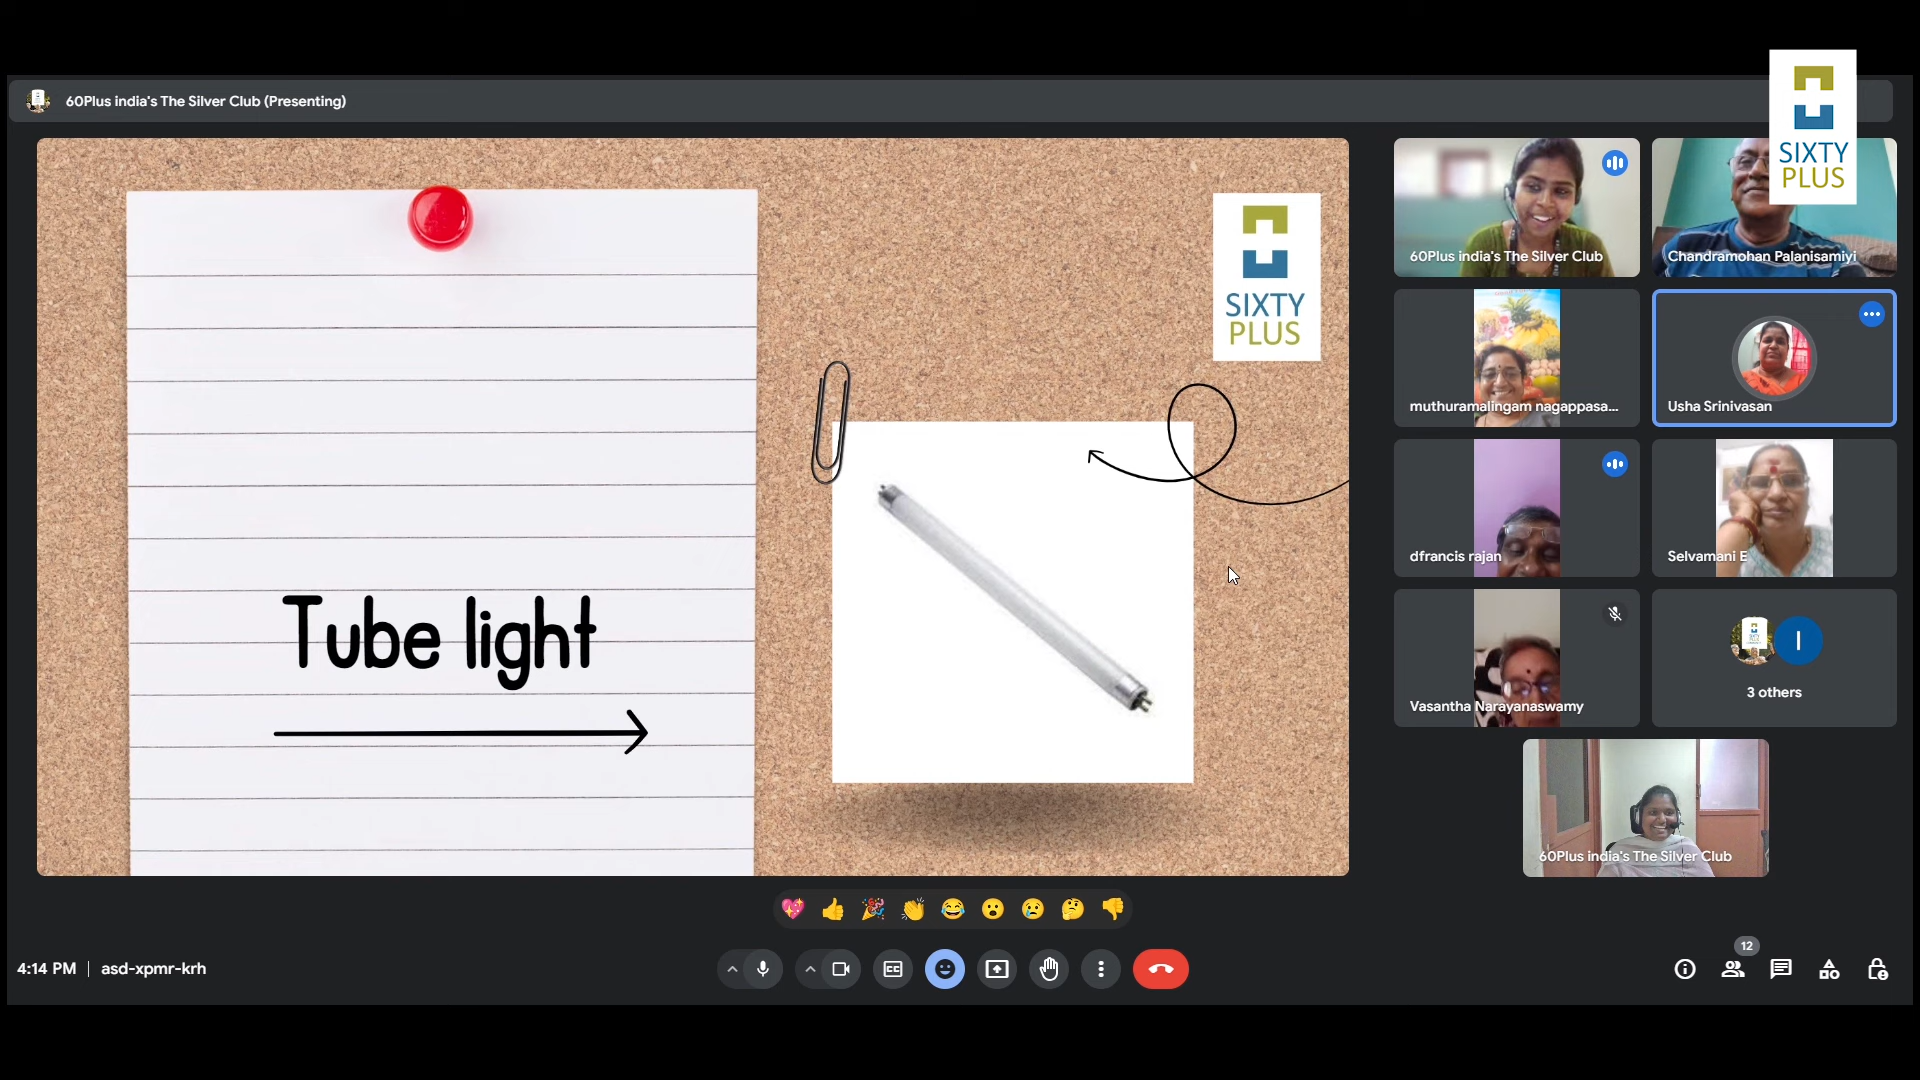 60Plus india's The Silver Club (Presenting)
SIXTY
PLUS
Tube light
SIXTY
PLUS
60Plus india's The Silver Club
Chandramohan Palanisamiyi
muthuramalingam nagappasa...
Usha Srinivasan
dfrancis rajan
Selvamani E
Vasantha Narayanaswamy
I
3 others
60Plus india's The Silver Club
4:14 PM | asd-xpmr-krh
CC
12